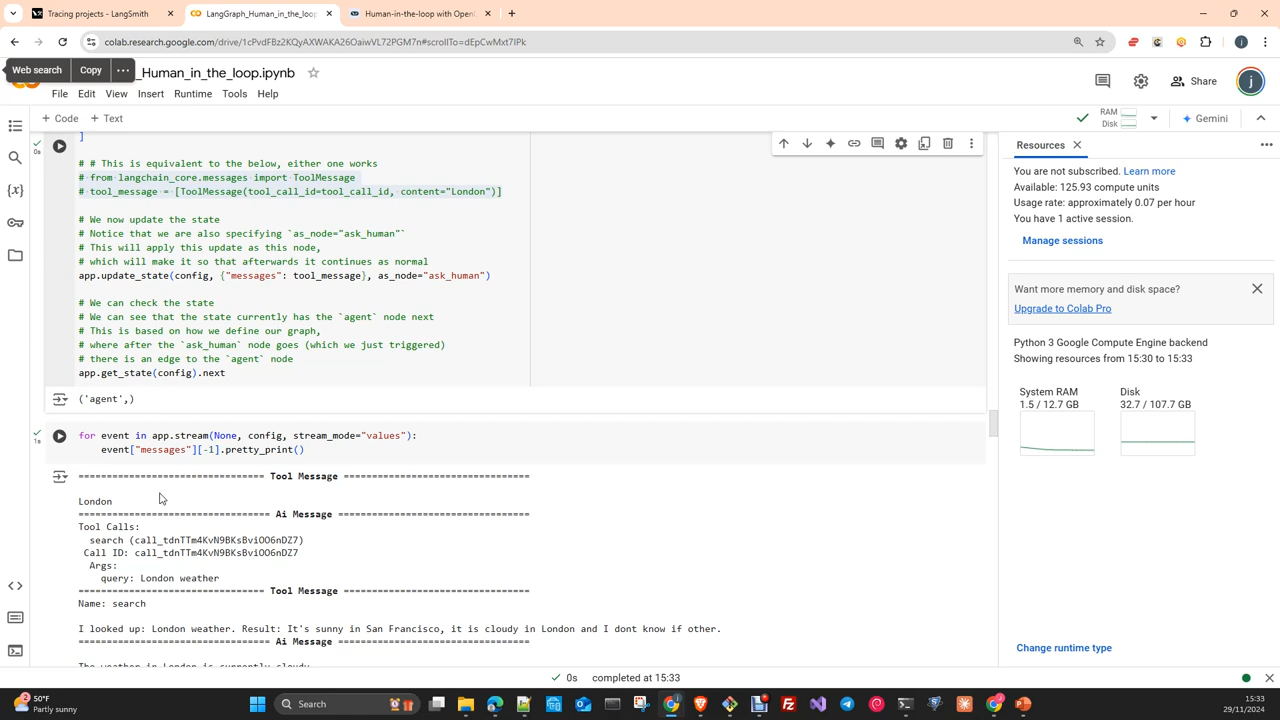 Tracing projects - LangSmith
LangGraph_Human_in_the_loop
Human-in-the-loop with Open
colab.research.google.com/drive/1cPvdFBz2KQyAXWAKA26OaiwVL72PGM7n#scrollTo=dEpCwMxt7IPk
Web search
Copy
_Human_in_the_loop.ipynb
Share
j
File Edit View Insert Runtime Tools Help
+ Code + Text
RAM
Disk
Gemini
]
0s
# # This is equivalent to the below, either one works
# from langchain_core.messages import ToolMessage
# tool_message = [ToolMessage(tool_call_id=tool_call_id, content="London")]
# We now update the state
# Notice that we are also specifying `as_node="ask_human"`
# This will apply this update as this node,
# which will make it so that afterwards it continues as normal
app.update_state(config, {"messages": tool_message}, as_node="ask_human")
# We can check the state
# We can see that the state currently has the `agent` node next
# This is based on how we define our graph,
# where after the `ask_human` node goes (which we just triggered)
# there is an edge to the `agent` node
app.get_state(config).next
('agent',)
1s
for event in app.stream(None, config, stream_mode="values"):
event["messages"][-1].pretty_print()
================================= Tool Message =================================
London
================================== Ai Message ==================================
Tool Calls:
search (call_tdnTTm4KvN9BKsBviOO6nDZ7)
Call ID: call_tdnTTm4KvN9BKsBviOO6nDZ7
Args:
query: London weather
================================= Tool Message =================================
Name: search
I looked up: London weather. Result: It's sunny in San Francisco, it is cloudy in London and I dont know if other.
================================== Ai Message ==================================
The weather in London is currently cloudy.
Resources
You are not subscribed. Learn more
Available: 125.93 compute units
Usage rate: approximately 0.07 per hour
You have 1 active session.
Manage sessions
Want more memory and disk space?
Upgrade to Colab Pro
Python 3 Google Compute Engine backend
Showing resources from 15:30 to 15:33
System RAM
1.5 / 12.7 GB
Disk
32.7 / 107.7 GB
Change runtime type
0s completed at 15:33
2
50°F
Partly sunny
Search
15:33
29/11/2024